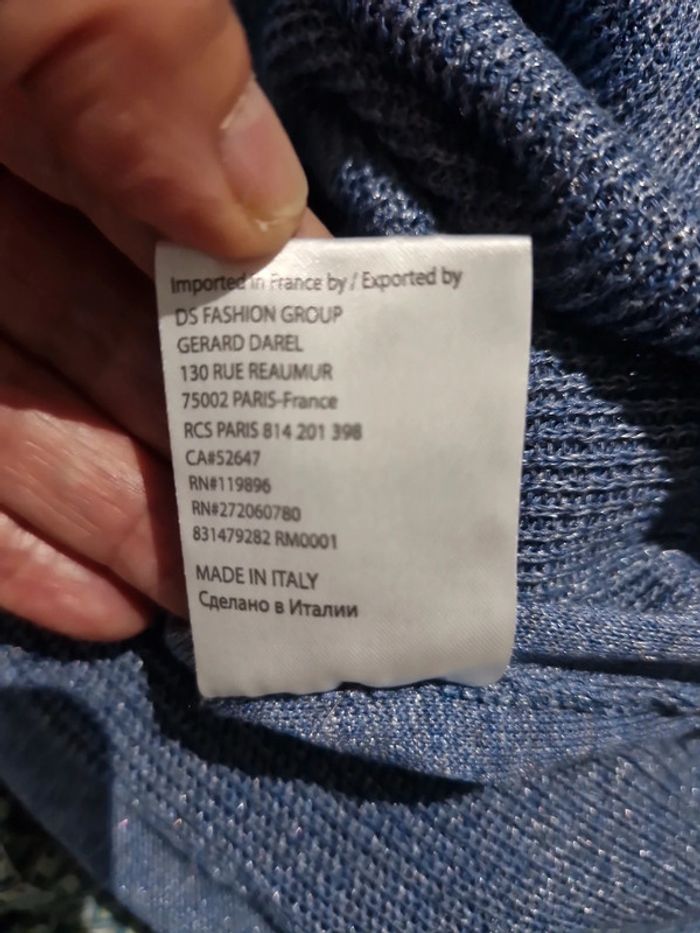 Imported in France by / Exported by
DS FASHION GROUP
GERARD DAREL
130 RUE REAUMUR
75002 PARIS-France
RCS PARIS 814 201 398
CA#52647
RN#119896
RN#272060780
831479282 RM0001
MADE IN ITALY
Сделано в Италии